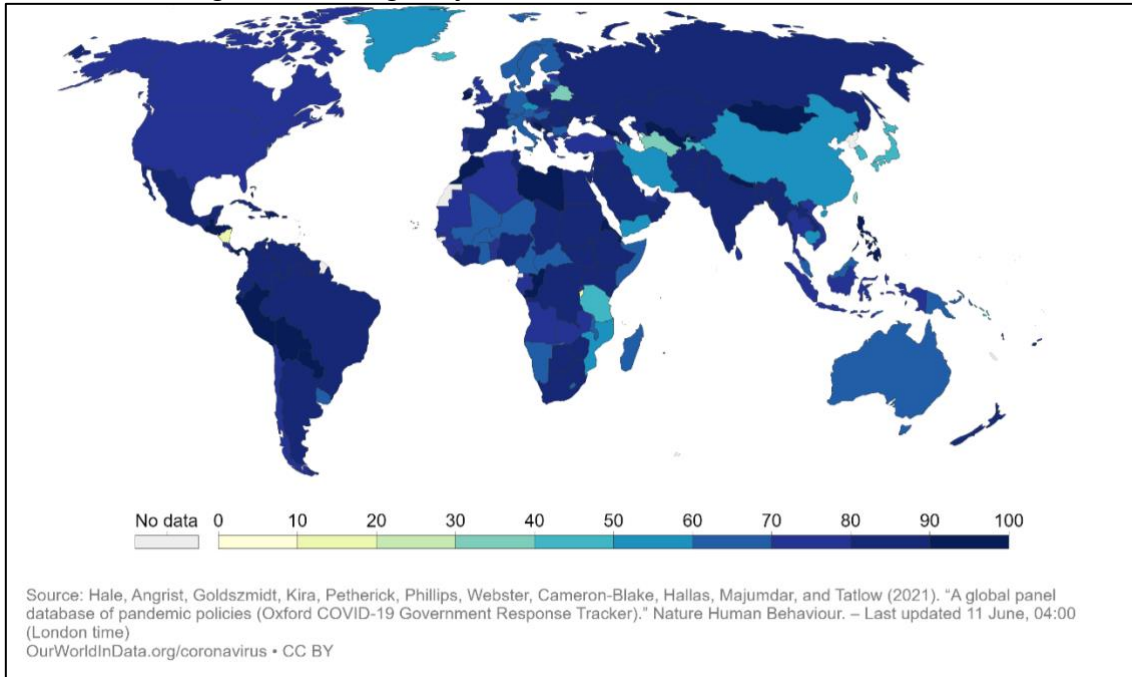 No data 0 10 20 30 40 50 60 70 80 90 100
Source: Hale, Angrist, Goldszmidt, Kira, Petherick, Phillips, Webster, Cameron-Blake, Hallas, Majumdar, and Tatlow (2021). “A global panel
database of pandemic policies (Oxford COVID-19 Government Response Tracker).” Nature Human Behaviour. – Last updated 11 June, 04:00
(London time)
OurWorldInData.org/coronavirus • CC BY